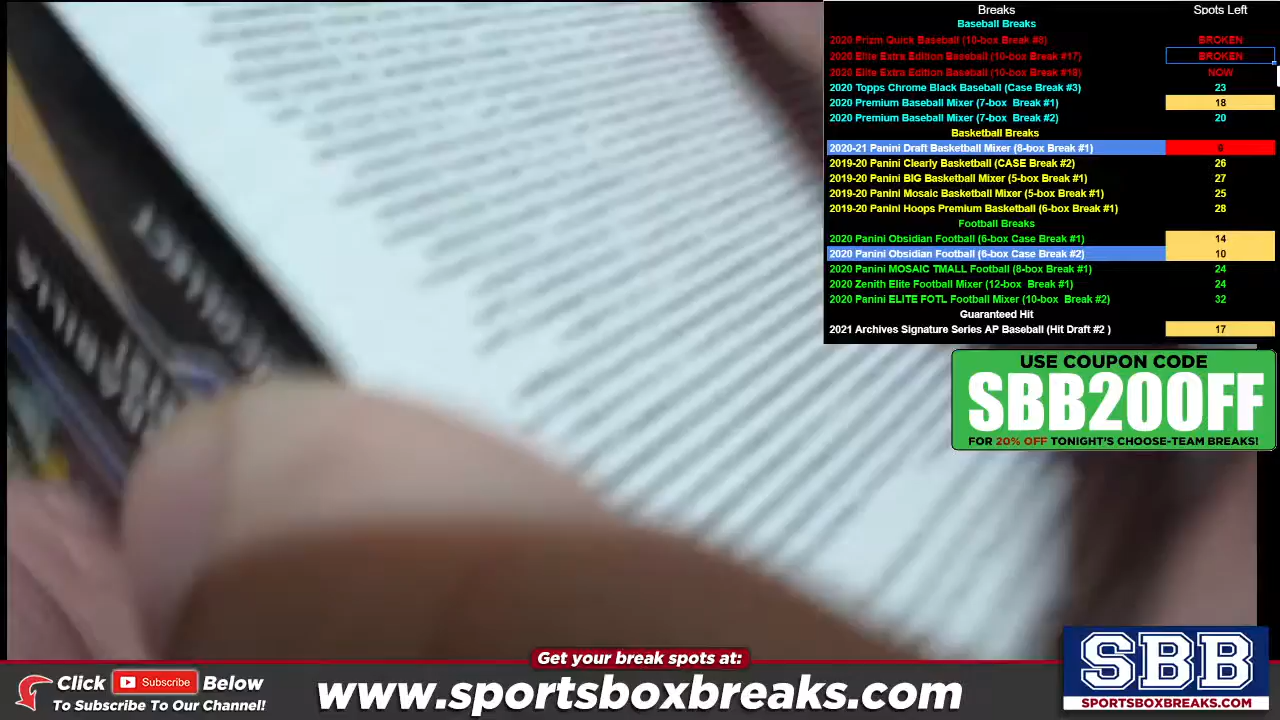 Breaks Spots Left
Baseball Breaks
2020 Prizm Quick Baseball (10-box Break #8) BROKEN
2020 Elite Extra Edition Baseball (10-box Break #17) BROKEN
2020 Elite Extra Edition Baseball (10-box Break #18) NOW
2020 Topps Chrome Black Baseball (Case Break #3) 23
2020 Premium Baseball Mixer (7-box Break #1) 18
2020 Premium Baseball Mixer (7-box Break #2) 20
Basketball Breaks
2020-21 Panini Draft Basketball Mixer (8-box Break #1)
2019-20 Panini Clearly Basketball (CASE Break #2) 26
2019-20 Panini BIG Basketball Mixer (5-box Break #1) 27
2019-20 Panini Mosaic Basketball Mixer (5-box Break #1) 25
2019-20 Panini Hoops Premium Basketball (6-box Break #1) 28
Football Breaks
2020 Panini Obsidian Football (6-box Case Break #1) 14
2020 Panini Obsidian Football (6-box Case Break #2) 10
2020 Panini MOSAIC TMALL Football (8-box Break #1) 24
2020 Zenith Elite Football Mixer (12-box Break #1) 24
2020 Panini ELITE FOTL Football Mixer (10-box Break #2) 32
Guaranteed Hit
2021 Archives Signature Series AP Baseball (Hit Draft #2 ) 17
USE COUPON CODE
SBB20OFF
FOR 20% OFF TONIGHT'S CHOOSE-TEAM BREAKS!
Get your break spots at:
Click Subscribe Below
To Subscribe To Our Channel!
www.sportsboxbreaks.com
SBB
SPORTSBOXBREAKS.COM